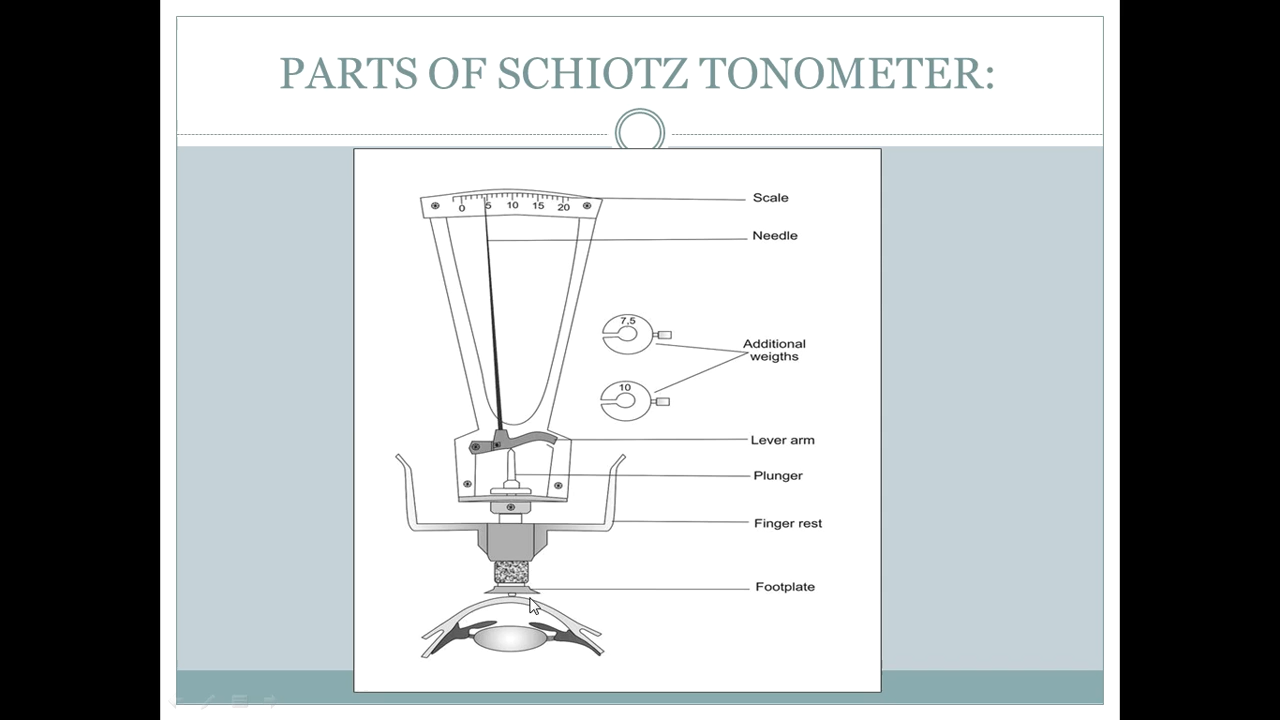 PARTS OF SCHIOTZ TONOMETER:
0 5 10 15 20
Scale
Needle
7,5
Additional
weigths
10
Lever arm
Plunger
Finger rest
Footplate